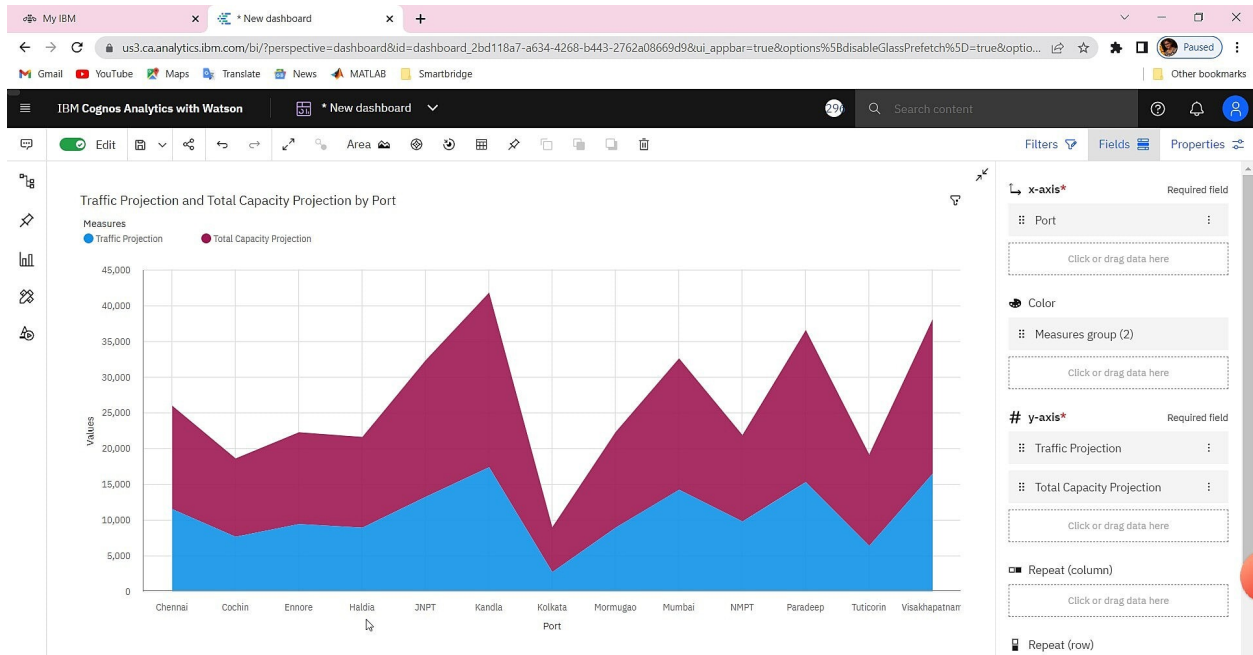 My IBM
* New dashboard
us3.ca.analytics.ibm.com/bi/?perspective=dashboard&id=dashboard_2bd118a7-a634-4268-b443-2762a08669d9&ui_appbar=true&options%5BdisableGlassPrefetch%5D=true&optio...
Paused
Gmail YouTube Maps Translate News MATLAB Smartbridge Other bookmarks
IBM Cognos Analytics with Watson * New dashboard 296 Search content
Edit Area Filters Fields Properties
Traffic Projection and Total Capacity Projection by Port
Measures
Traffic Projection Total Capacity Projection
45,000
40,000
35,000
30,000
25,000
20,000
15,000
10,000
5,000
0
Values
Chennai Cochin Ennore Haldia JNPT Kandla Kolkata Mormugao Mumbai NMPT Paradeep Tuticorin Visakhapatnam
Port
x-axis* Required field
Port
Click or drag data here
Color
Measures group (2)
Click or drag data here
# y-axis* Required field
Traffic Projection
Total Capacity Projection
Click or drag data here
Repeat (column)
Click or drag data here
Repeat (row)